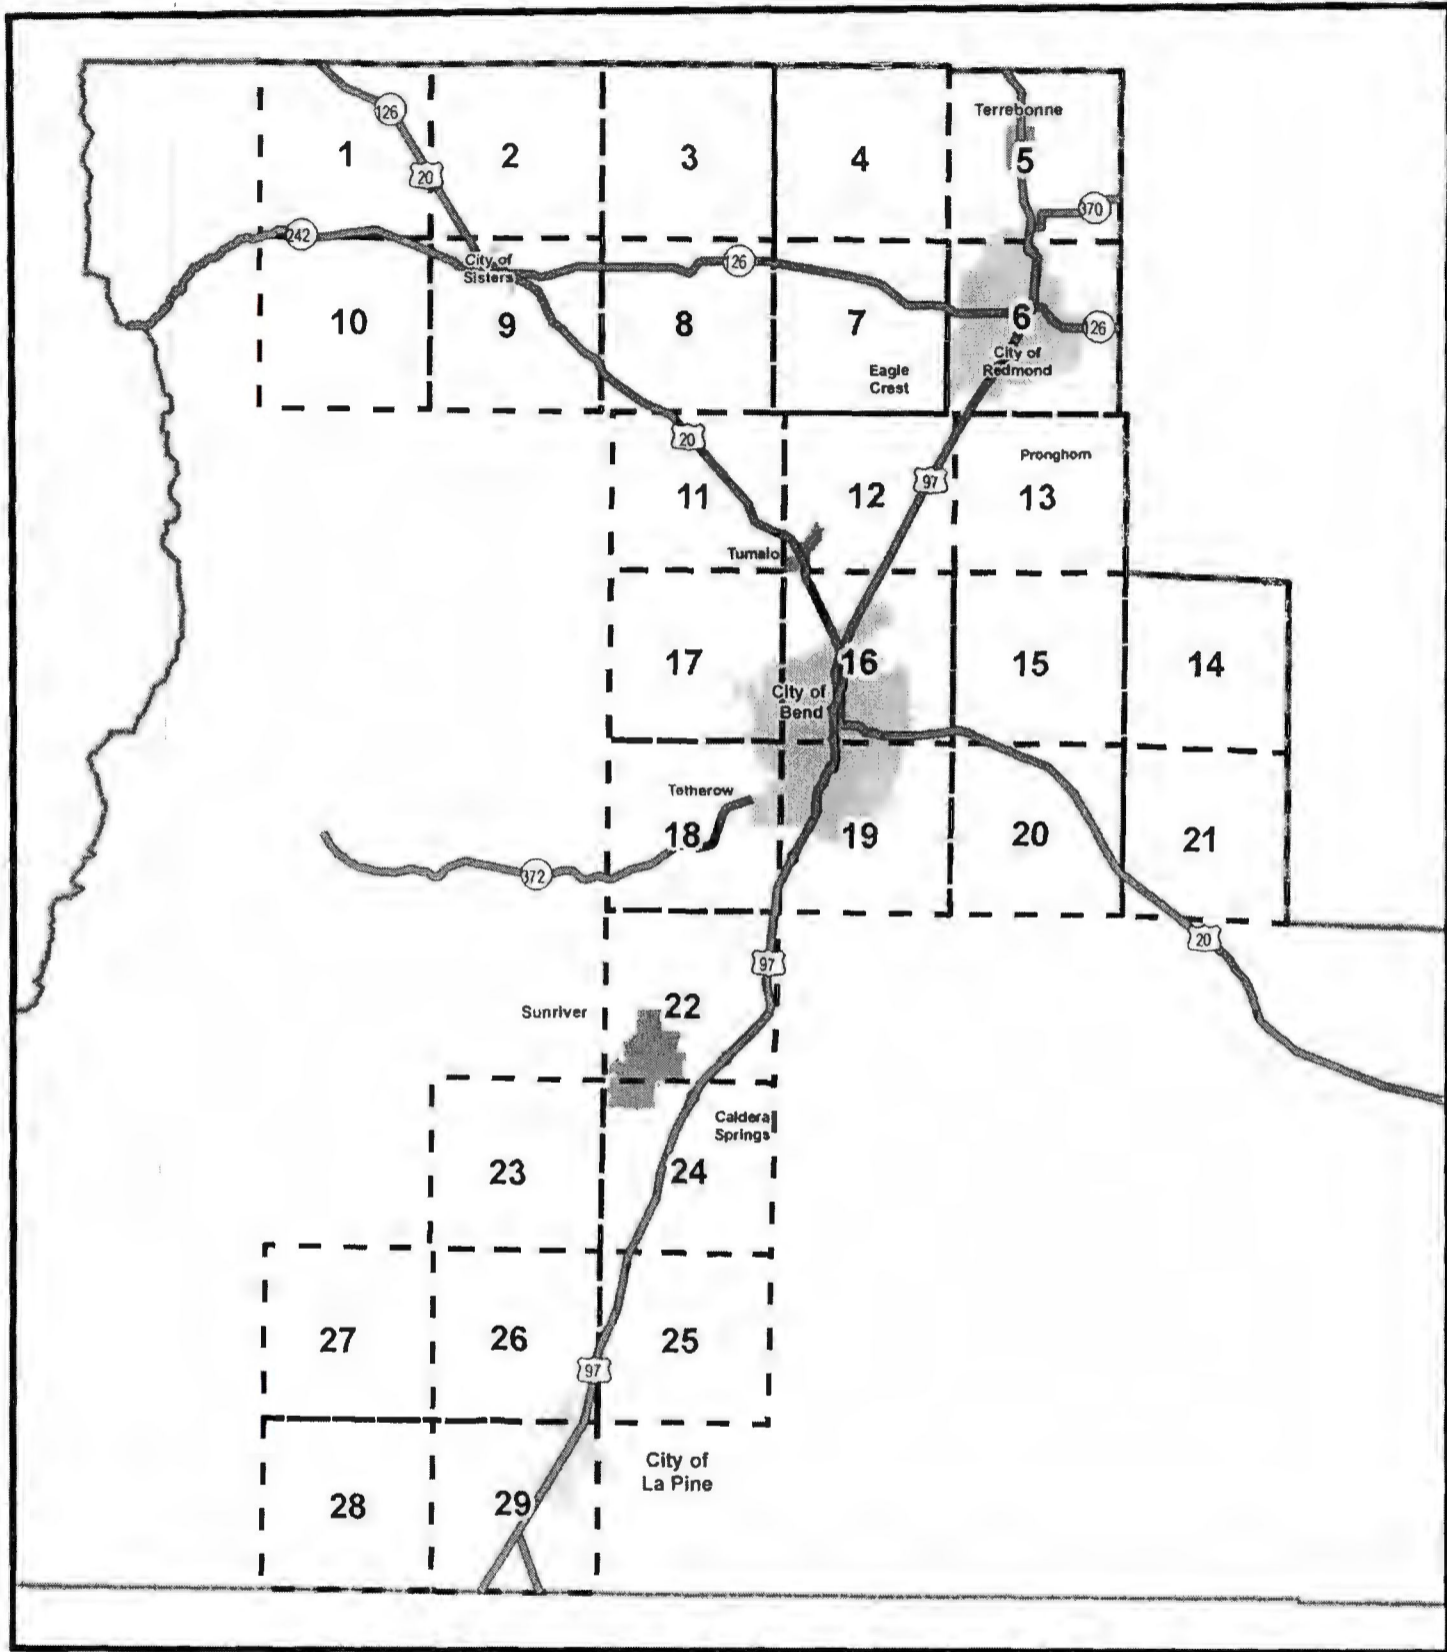 Terrebonne
126
1
2
3
4
5
20
370
242
City of
Sisters
126
10
9
8
7
6
126
Eagle
Crest
City of
Redmond
20
Pronghorn
97
11
12
13
Tumalo
17
16
15
14
City of
Bend
Tetherow
18
19
20
21
372
20
97
22
Sunriver
Caldera
Springs
23
24
27
26
25
97
City of
La Pine
28
29